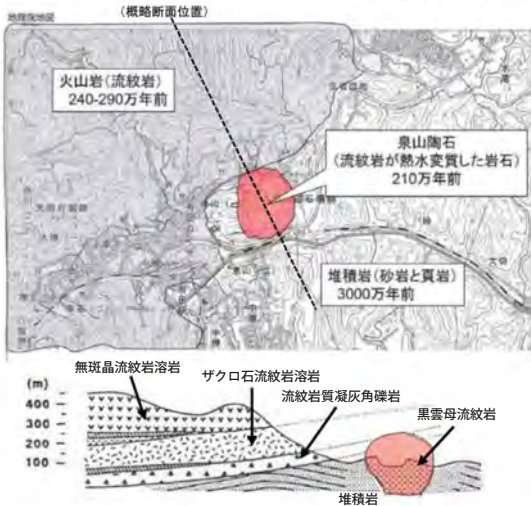 地理院地図
(概略断面位置)
火山岩(流紋岩)
240-290万年前
泉山陶石
(流紋岩が熱水変質した岩石)
210万年前
堆積岩(砂岩と頁岩)
3000万年前
無斑晶流紋岩溶岩
ザクロ石流紋岩溶岩
流紋岩質凝灰角礫岩
(m)
400
300
200
100
黒雲母流紋岩
堆積岩